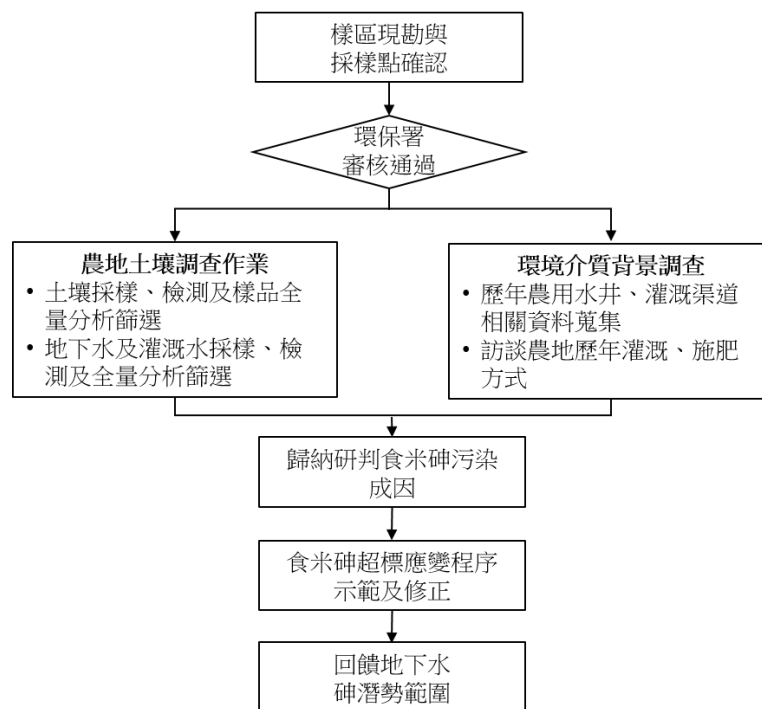 樣區現勘與
採樣點確認
環保署
審核通過
農地土壤調查作業
• 土壤採樣、檢測及樣品全
量分析篩選
• 地下水及灌溉水採樣、檢
測及全量分析篩選
環境介質背景調查
• 歷年農用水井、灌溉渠道
相關資料蒐集
• 訪談農地歷年灌溉、施肥
方式
歸納研判食米砷污染
成因
食米砷超標應變程序
示範及修正
回饋地下水
砷潛勢範圍